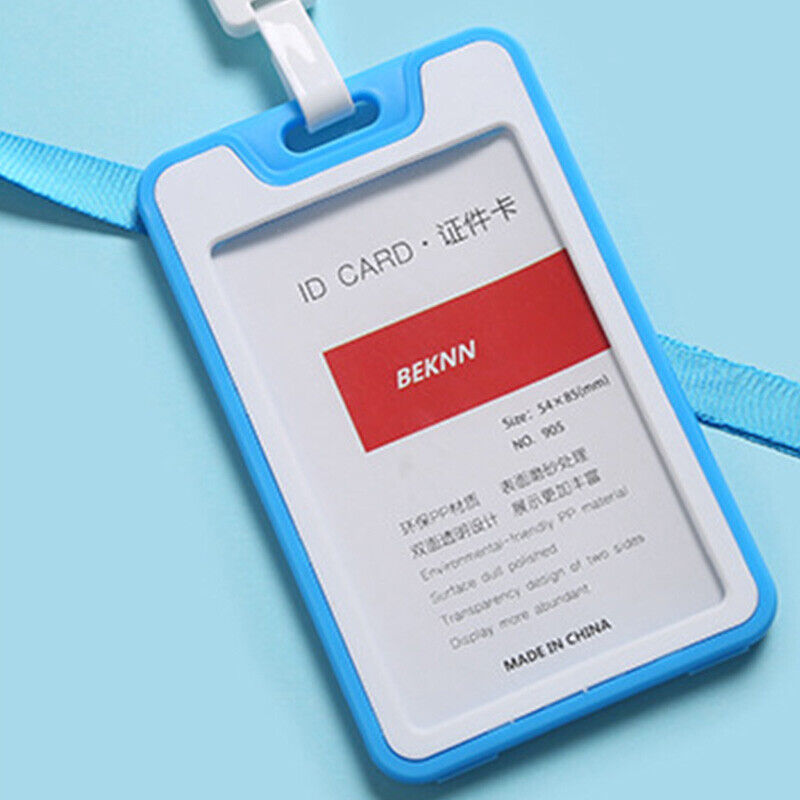 ID CARD · 证件卡
BEKNN
Size: 54×85(mm)
NO. 905
环保PP材质 表面磨砂处理
双面透明设计 展示更加丰富
Environmental-friendly PP material
Surface dull polished
Transparency design of two sides
Display more abundant
MADE IN CHINA